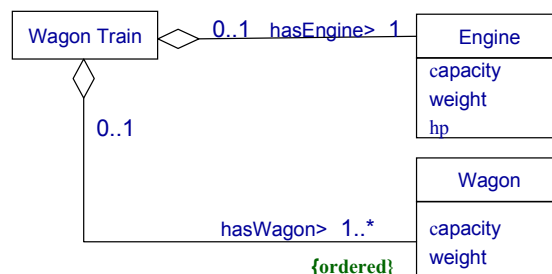 Wagon Train
0..1 hasEngine> 1
Engine
capacity
weight
hp
0..1
Wagon
hasWagon> 1..*
capacity
weight
{ordered}